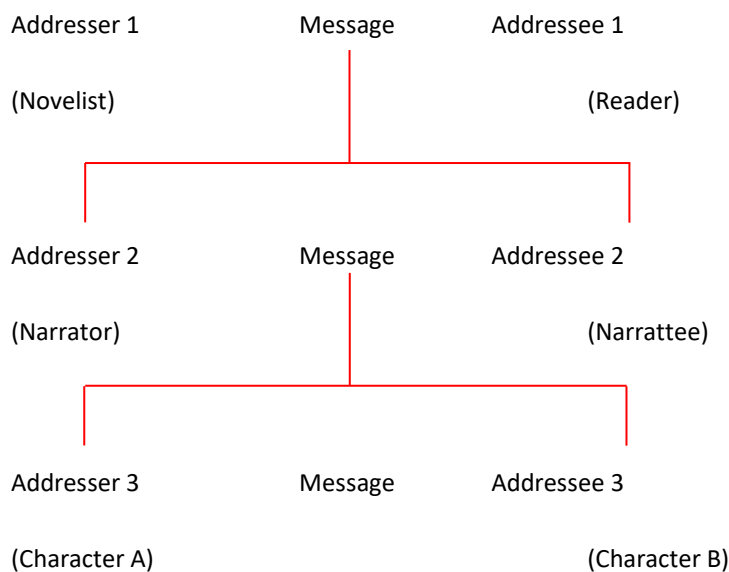 Addresser 1 Message Addressee 1
(Novelist) (Reader)
Addresser 2 Message Addressee 2
(Narrator) (Narrattee)
Addresser 3 Message Addressee 3
(Character A) (Character B)